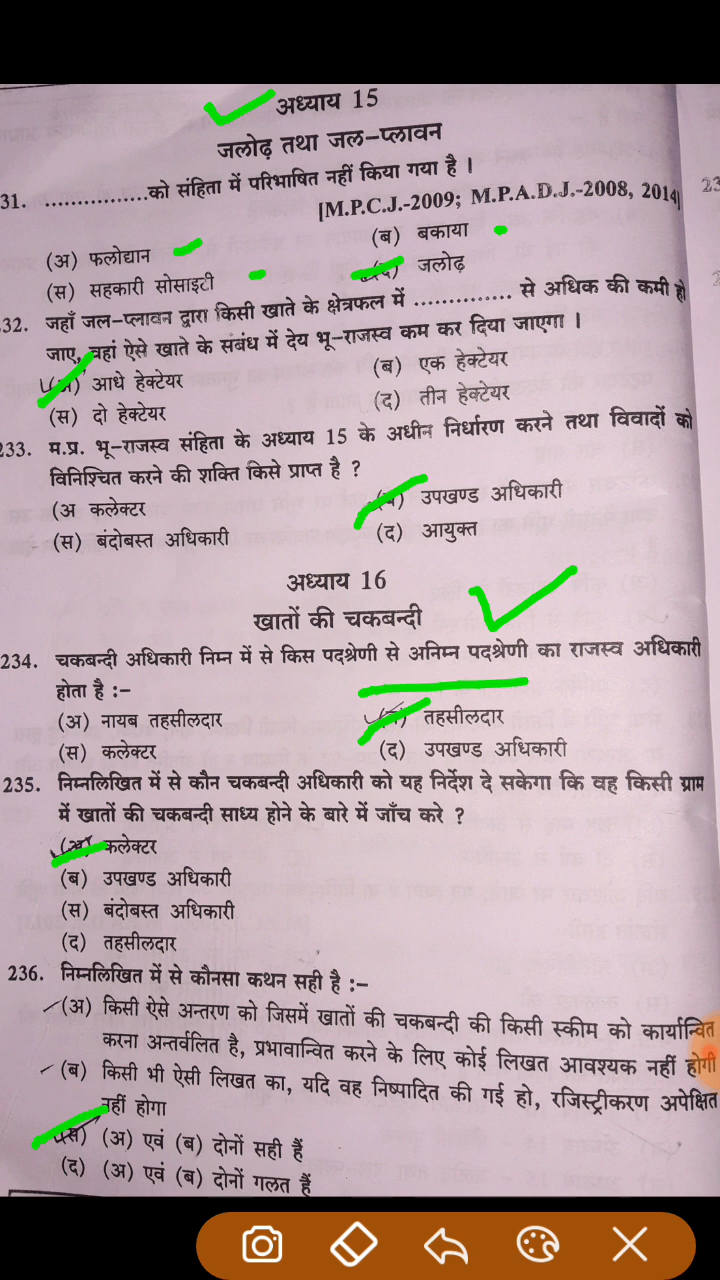 अध्याय 15
जलोढ़ तथा जल-प्लावन
31. ................को संहिता में परिभाषित नहीं किया गया है ।
[M.P.C.J.-2009; M.P.A.D.J.-2008, 2014]
(अ) फलोद्यान (ब) बकाया
(स) सहकारी सोसाइटी (द) जलोढ़
32. जहाँ जल-प्लावन द्वारा किसी खाते के क्षेत्रफल में ............... से अधिक की कमी हो
जाए, वहां ऐसे खाते के संबंध में देय भू-राजस्व कम कर दिया जाएगा ।
(अ) आधे हेक्टेयर (ब) एक हेक्टेयर
(स) दो हेक्टेयर (द) तीन हेक्टेयर
233. म.प्र. भू-राजस्व संहिता के अध्याय 15 के अधीन निर्धारण करने तथा विवादों को
विनिश्चित करने की शक्ति किसे प्राप्त है ?
(अ कलेक्टर (ब) उपखण्ड अधिकारी
(स) बंदोबस्त अधिकारी (द) आयुक्त
अध्याय 16
खातों की चकबन्दी
234. चकबन्दी अधिकारी निम्न में से किस पदश्रेणी से अनिम्न पदश्रेणी का राजस्व अधिकारी
होता है :-
(अ) नायब तहसीलदार (ब) तहसीलदार
(स) कलेक्टर (द) उपखण्ड अधिकारी
235. निम्नलिखित में से कौन चकबन्दी अधिकारी को यह निर्देश दे सकेगा कि वह किसी ग्राम
में खातों की चकबन्दी साध्य होने के बारे में जाँच करे ?
(अ) कलेक्टर
(ब) उपखण्ड अधिकारी
(स) बंदोबस्त अधिकारी
(द) तहसीलदार
236. निम्नलिखित में से कौनसा कथन सही है :-
(अ) किसी ऐसे अन्तरण को जिसमें खातों की चकबन्दी की किसी स्कीम को कार्यान्वित
करना अन्तर्वलित है, प्रभावान्वित करने के लिए कोई लिखत आवश्यक नहीं होगी
(ब) किसी भी ऐसी लिखत का, यदि वह निष्पादित की गई हो, रजिस्ट्रीकरण अपेक्षित
नहीं होगा
(स) (अ) एवं (ब) दोनों सही हैं
(द) (अ) एवं (ब) दोनों गलत हैं